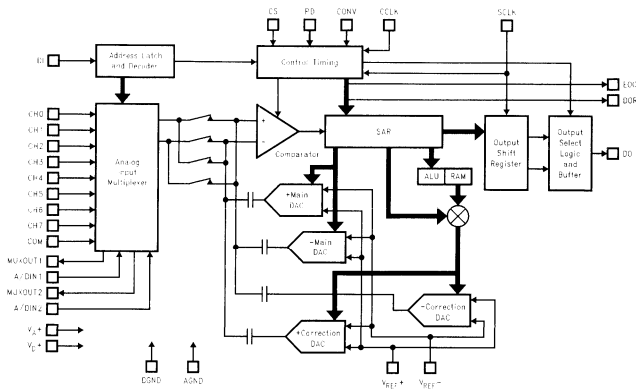 CS PD CONV CCLK SCLK
DI
Address Latch
and Decoder
Control Timing
EOC
DOR
CH0
CH1
CH2
CH3
CH4
CH5
CH6
CH7
COM
MUXOUT1
A/DIN1
MUXOUT2
A/DIN2
Analog
Input
Multiplexer
+
−
Comparator
SAR
ALU RAM
Output
Shift
Register
Output
Select
Logic
and
Buffer
DO
+Main
DAC
−Main
DAC
−Correction
DAC
+Correction
DAC
VA+
VD+
DGND AGND
VREF+ VREF−